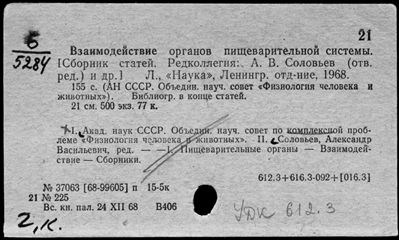 Б
5284
21
Взаимодействие органов пищеварительной системы.
[Сборник статей. Редколлегия: А. В. Соловьев (отв.
ред.) и др.] Л., «Наука», Ленингр. отд-ние, 1968.
155 с. (АН СССР. Объедин. науч. совет «Физиология человека и
животных»). Библиогр. в конце статей.
21 см. 500 экз. 77 к.
I. Акад. наук СССР. Объедин. науч. совет по комплексной проб-
леме «Физиология человека и животных». - II. Соловьев, Александр
Васильевич, ред. — 1. Пищеварительные органы — Взаимодей-
ствие — Сборники.
612.3+614.6-092+[016.3]
№ 37063 [68-99605] п 15-5к
21 № 225
Вс. кн. пал. 24 XII 68 В406
2, к.
УДК 612.3